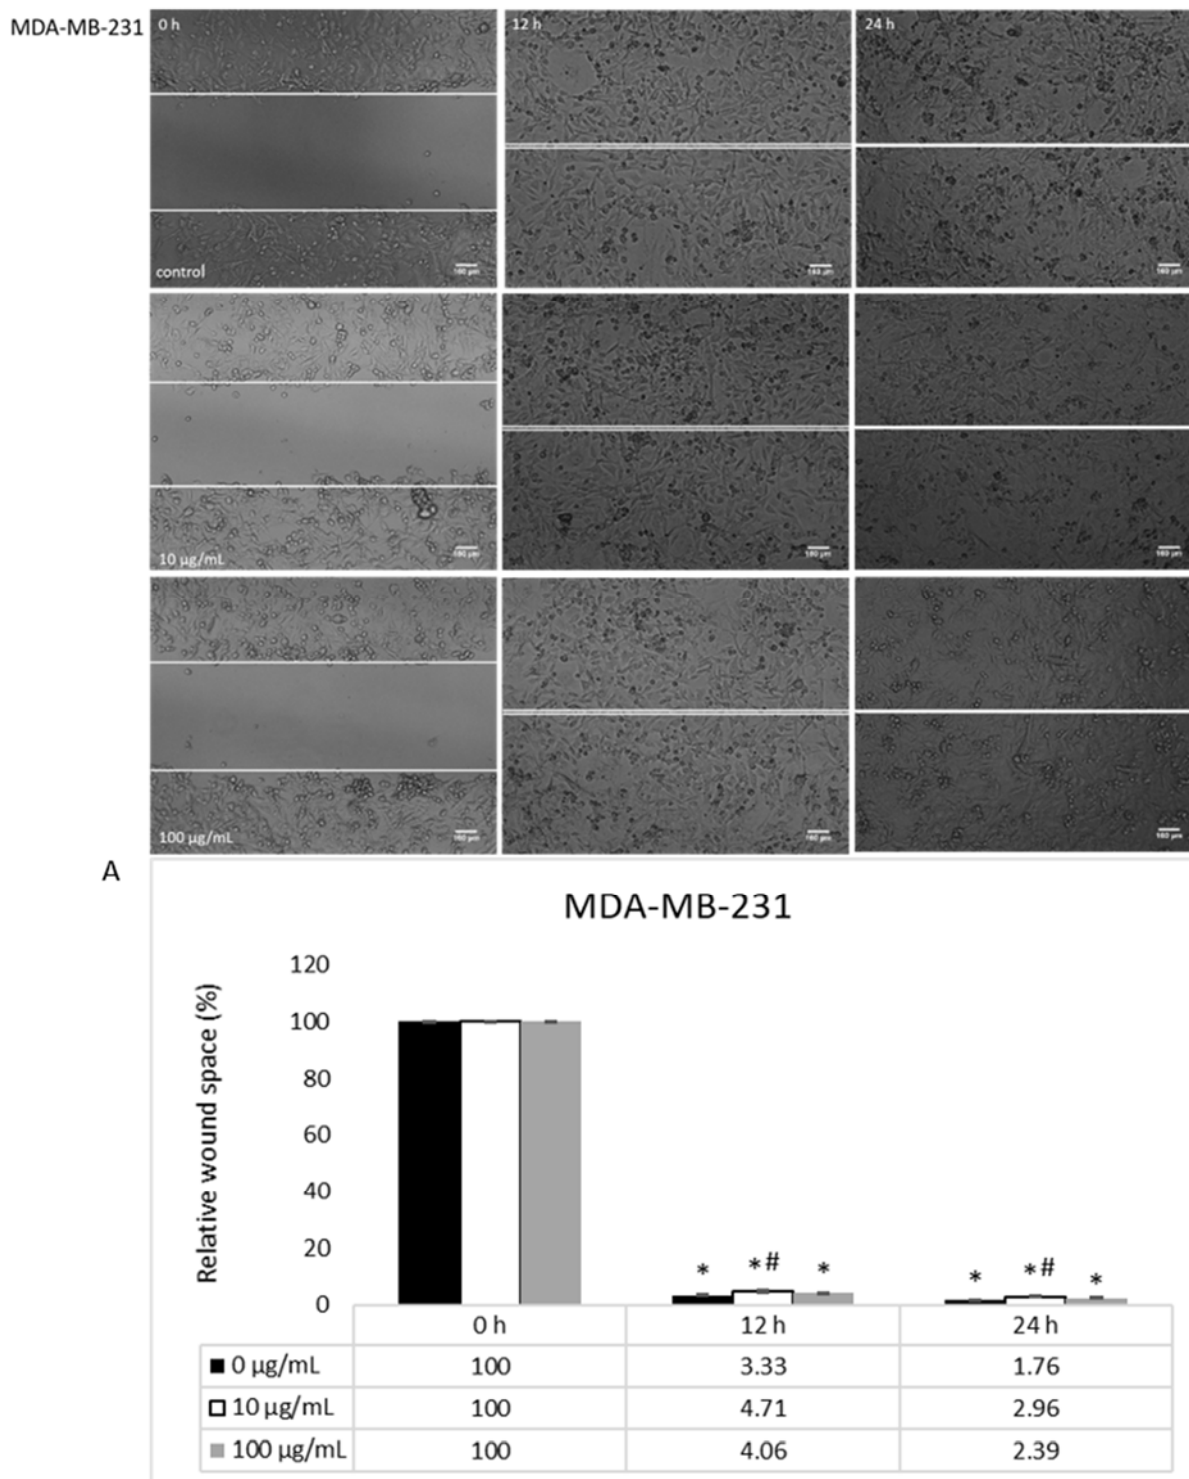 MDA-MB-231
0 h
12 h
24 h
control
10 µg/mL
100 µg/mL
A
MDA-MB-231
Relative wound space (%)
120
100
80
60
40
20
0
* *# *
* *# *
0 h 12 h 24 h
0 µg/mL 100 3.33 1.76
10 µg/mL 100 4.71 2.96
100 µg/mL 100 4.06 2.39